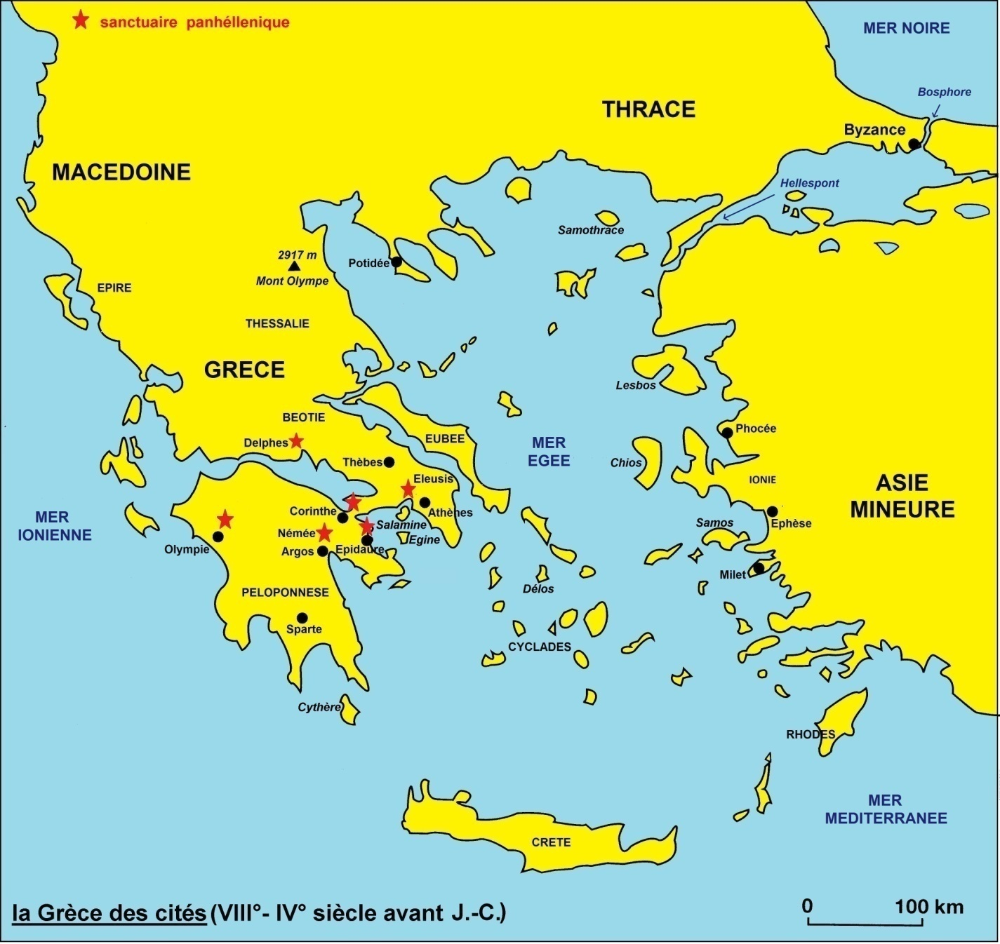 sanctuaire panhéllenique
MER NOIRE
Bosphore
THRACE
Byzance
MACEDOINE
Hellespont
Samothrace
2917 m
Mont Olympe
Potidée
EPIRE
THESSALIE
GRECE
Lesbos
BEOTIE
Delphes
EUBEE
MER
EGEE
Phocée
Thèbes
Chios
Eleusis
IONIE
ASIE
MINEURE
Corinthe
Athènes
MER
IONIENNE
Salamine
Samos
Ephèse
Némée
Egine
Olympie
Argos
Epidaure
Milet
Délos
PELOPONNESE
Sparte
CYCLADES
Cythère
RHODES
MER
MEDITERRANEE
CRETE
la Grèce des cités (VIII°- IV° siècle avant J.-C.)
0 100 km